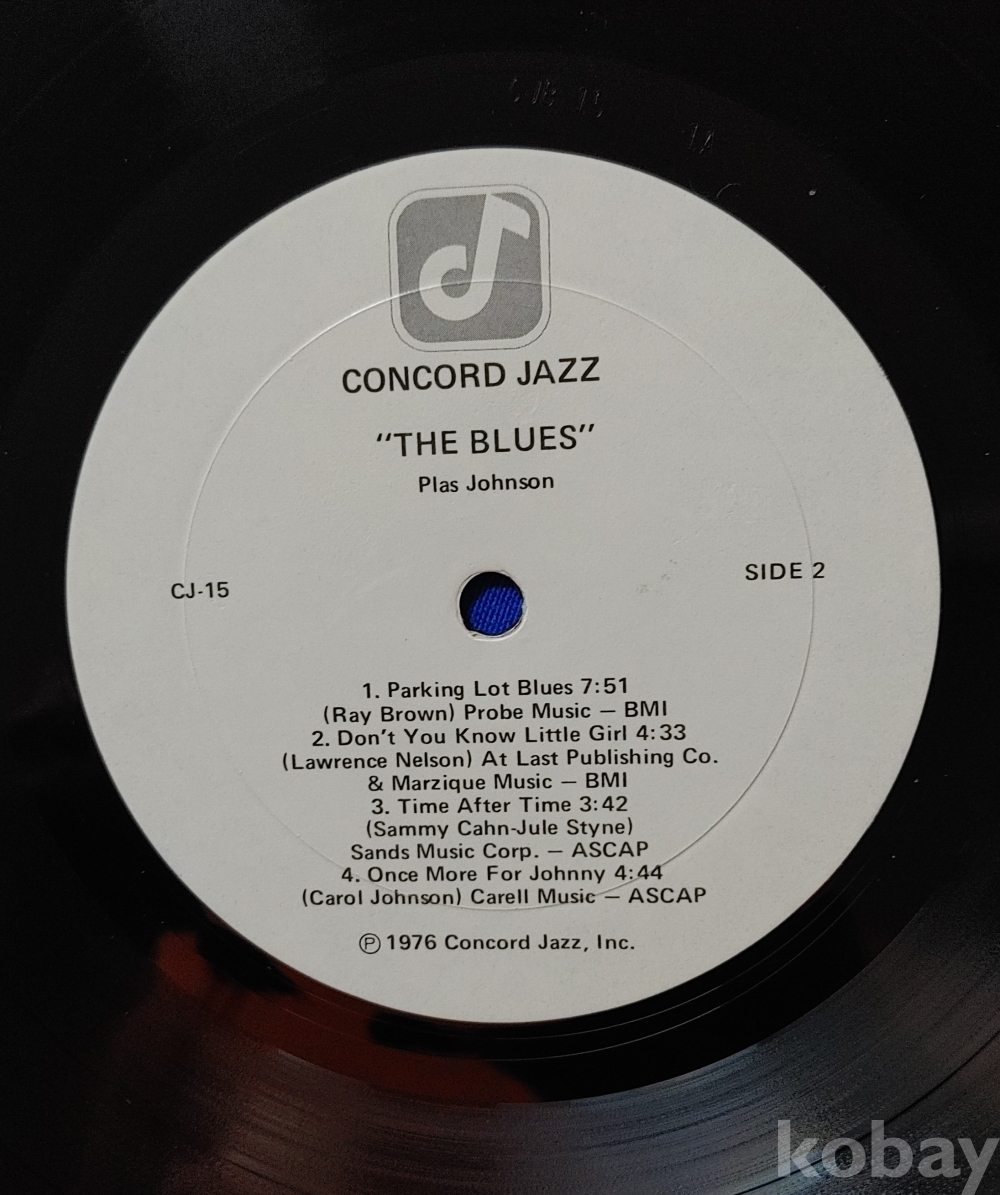 CONCORD JAZZ
“THE BLUES”
Plas Johnson
CJ-15
SIDE 2
1. Parking Lot Blues 7:51
(Ray Brown) Probe Music — BMI
2. Don’t You Know Little Girl 4:33
(Lawrence Nelson) At Last Publishing Co.
& Marzique Music — BMI
3. Time After Time 3:42
(Sammy Cahn-Jule Styne)
Sands Music Corp. — ASCAP
4. Once More For Johnny 4:44
(Carol Johnson) Carell Music — ASCAP
Ⓟ 1976 Concord Jazz, Inc.
kobay